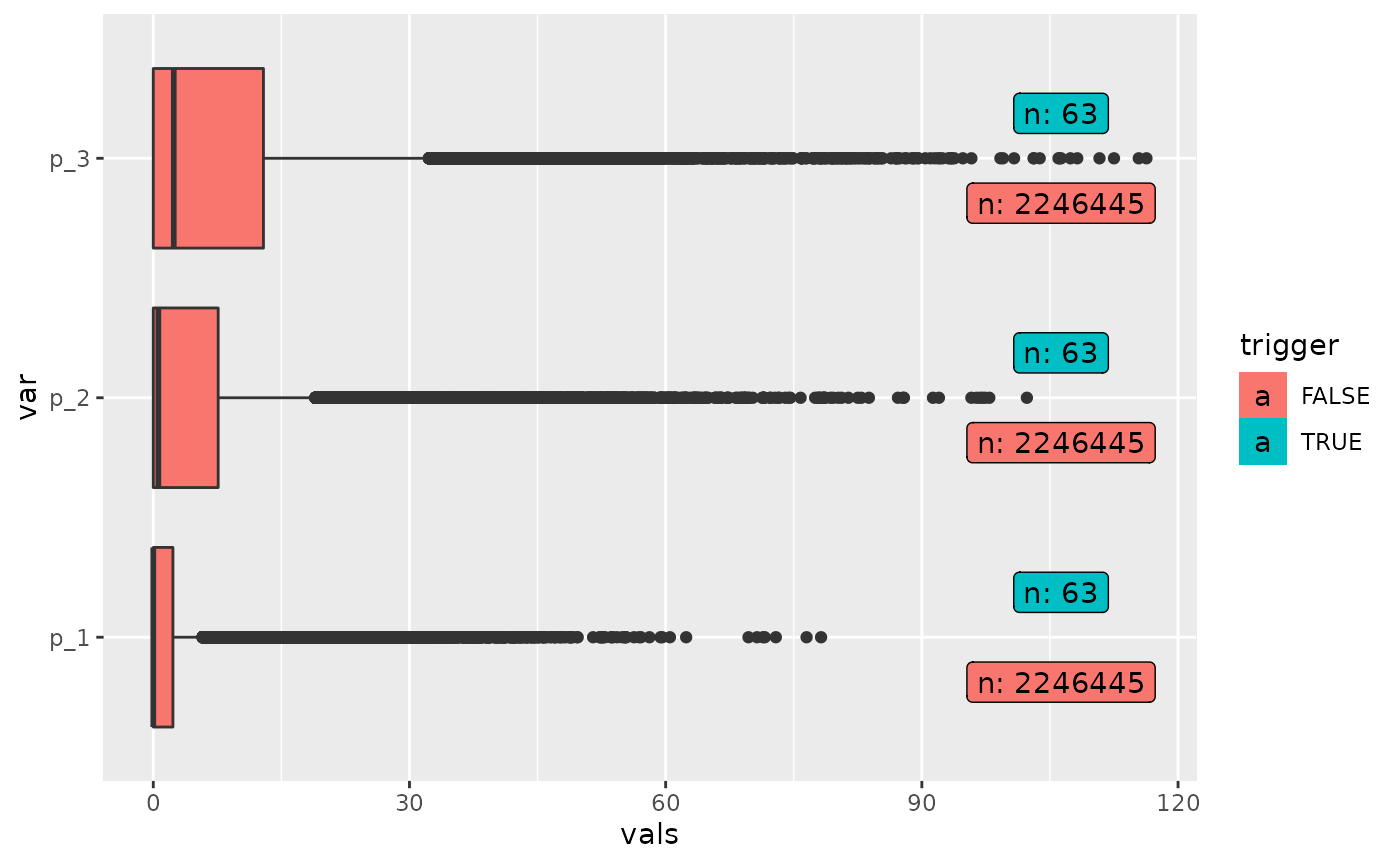 p_3
n: 63
n: 2246445
p_2
n: 63
n: 2246445
p_1
n: 63
n: 2246445
var
0 30 60 90 120
vals
trigger
a FALSE
a TRUE